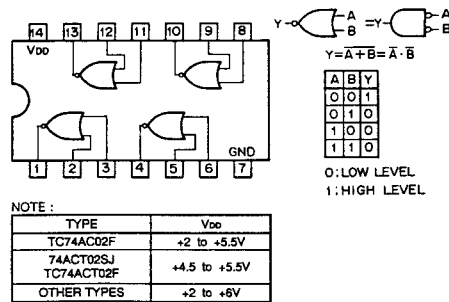 14 13 12 11 10 9 8
VDD
GND
1 2 3 4 5 6 7
Y A B = Y A B
Y=A+B=A·B
A B Y
0 0 1
0 1 0
1 0 0
1 1 0
0:LOW LEVEL
1:HIGH LEVEL
NOTE :
TYPE VDD
TC74AC02F +2 to +5.5V
74ACT02SJ
TC74ACT02F +4.5 to +5.5V
OTHER TYPES +2 to +6V